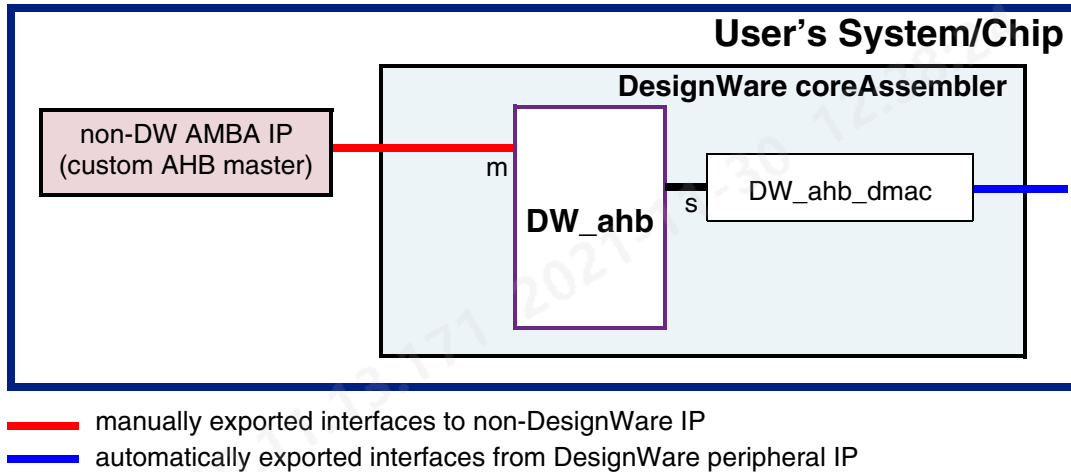 User's System/Chip
DesignWare coreAssembler
non-DW AMBA IP
(custom AHB master)
m
DW_ahb
s
DW_ahb_dmac
manually exported interfaces to non-DesignWare IP
automatically exported interfaces from DesignWare peripheral IP